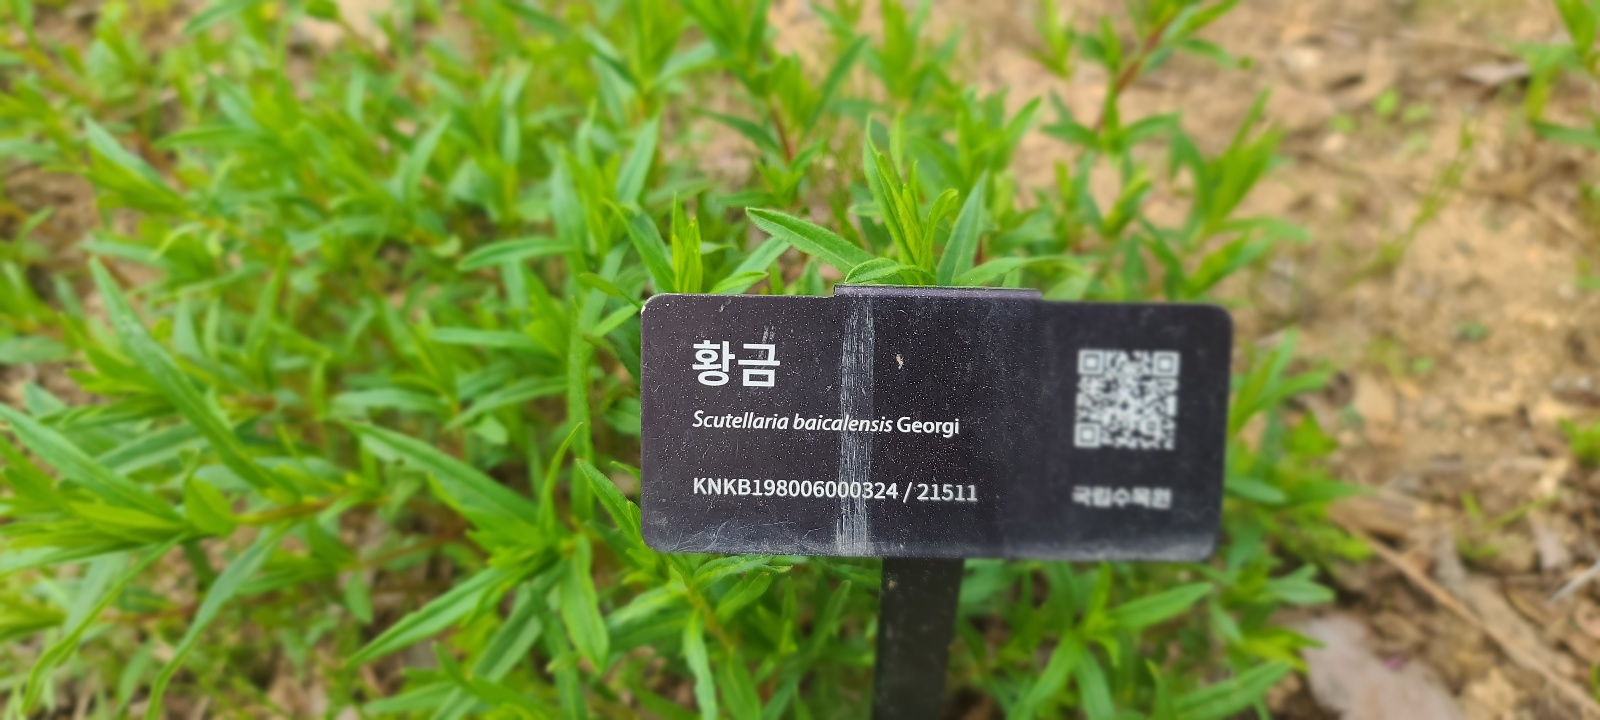 황금
Scutellaria baicalensis Georgi
KNKB198006000324 / 21511
국립수목원